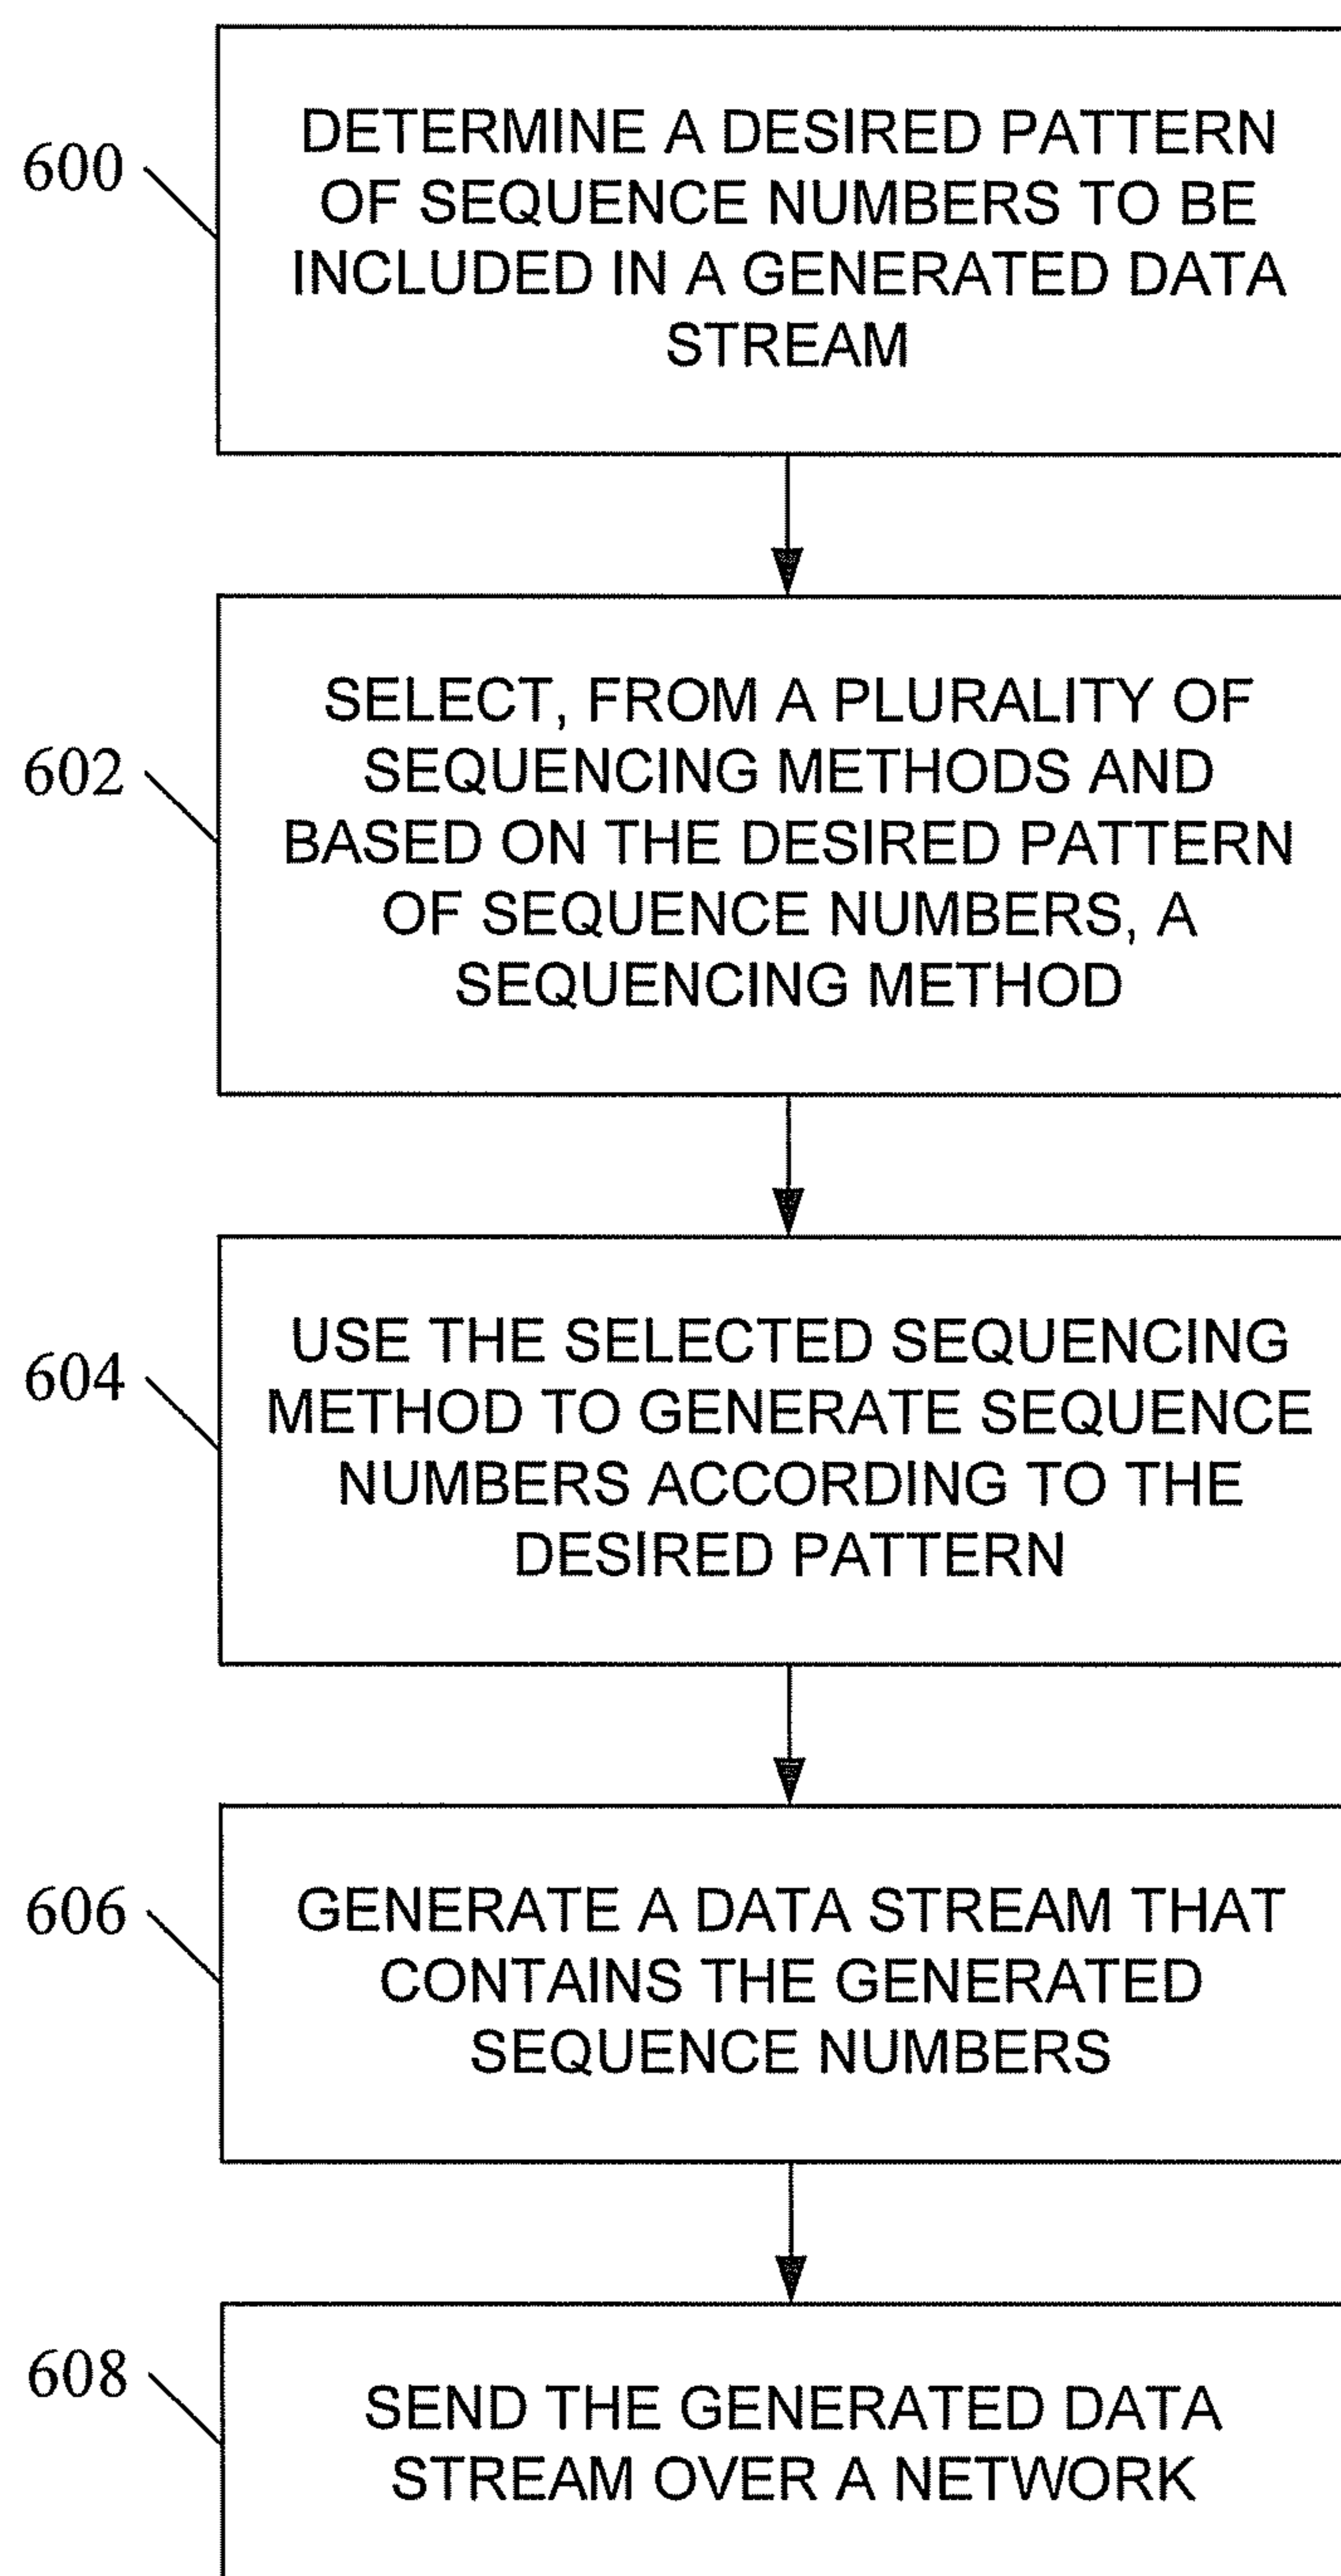 600
DETERMINE A DESIRED PATTERN
OF SEQUENCE NUMBERS TO BE
INCLUDED IN A GENERATED DATA
STREAM
602
SELECT, FROM A PLURALITY OF
SEQUENCING METHODS AND
BASED ON THE DESIRED PATTERN
OF SEQUENCE NUMBERS, A
SEQUENCING METHOD
604
USE THE SELECTED SEQUENCING
METHOD TO GENERATE SEQUENCE
NUMBERS ACCORDING TO THE
DESIRED PATTERN
606
GENERATE A DATA STREAM THAT
CONTAINS THE GENERATED
SEQUENCE NUMBERS
608
SEND THE GENERATED DATA
STREAM OVER A NETWORK